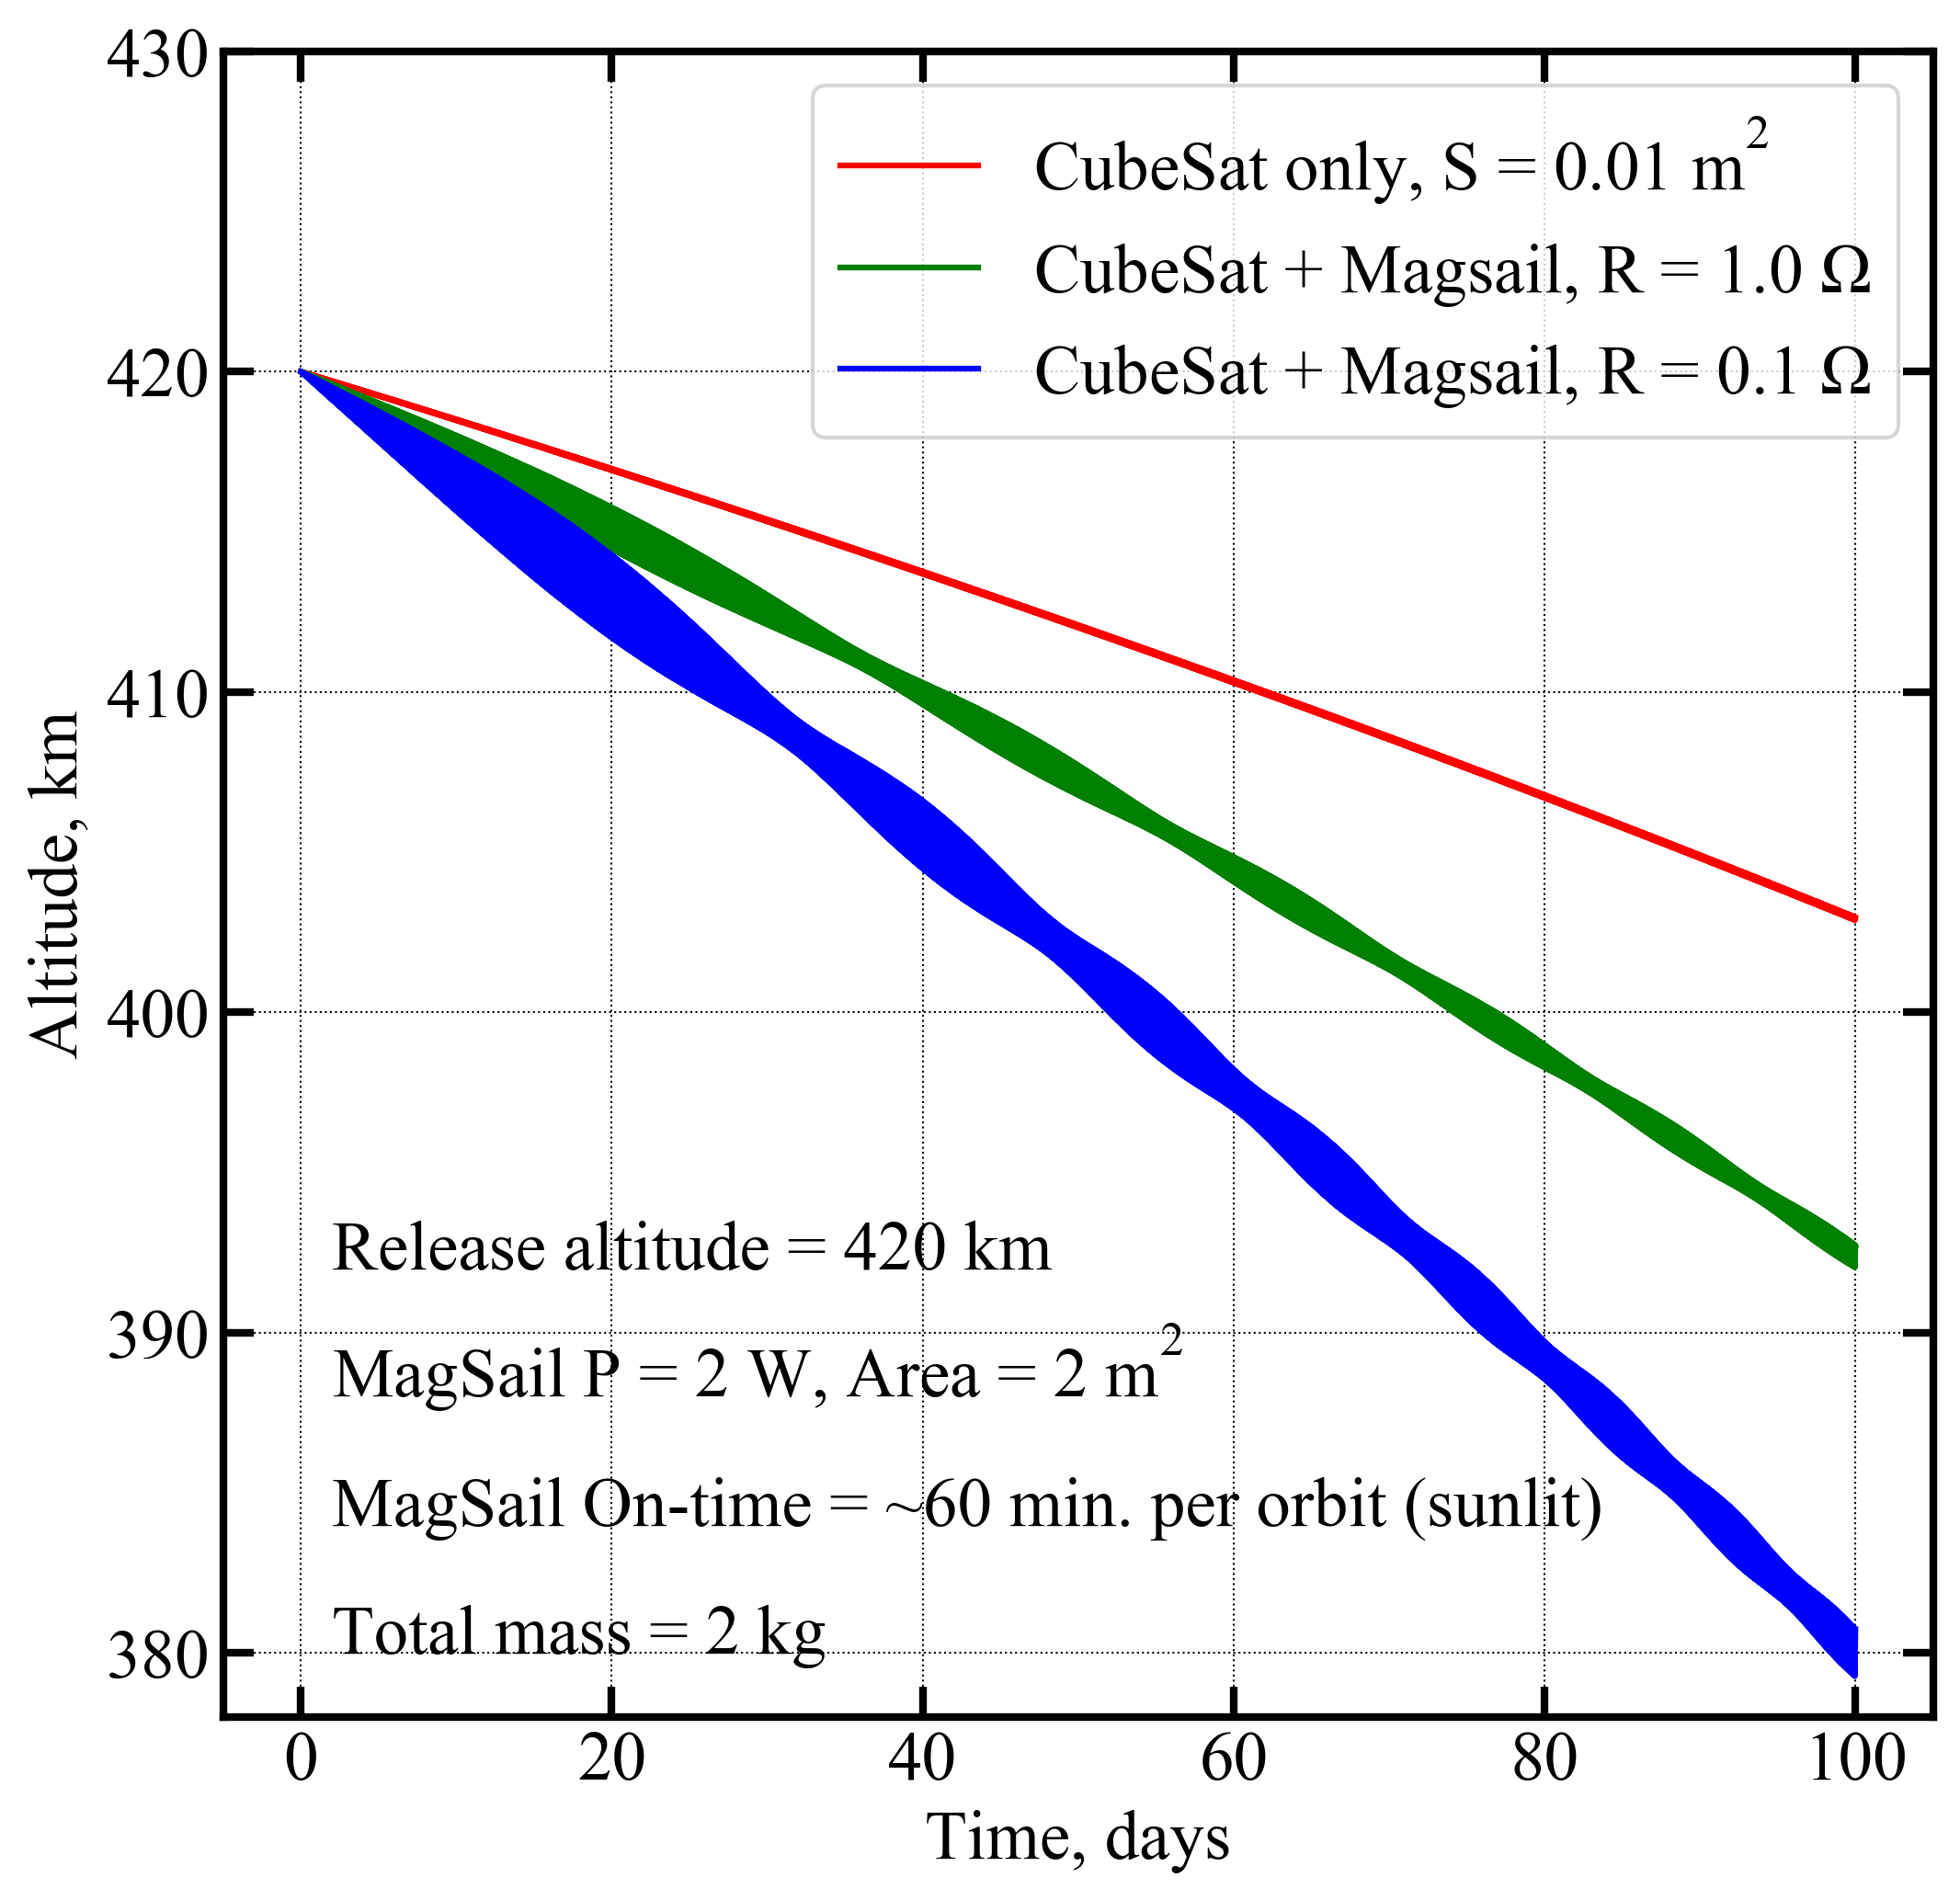 430
420
410
400
390
380
Altitude, km
CubeSat only, S = 0.01 m²
CubeSat + Magsail, R = 1.0 Ω
CubeSat + Magsail, R = 0.1 Ω
Release altitude = 420 km
MagSail P = 2 W, Area = 2 m²
MagSail On-time = ~60 min. per orbit (sunlit)
Total mass = 2 kg
0 20 40 60 80 100
Time, days